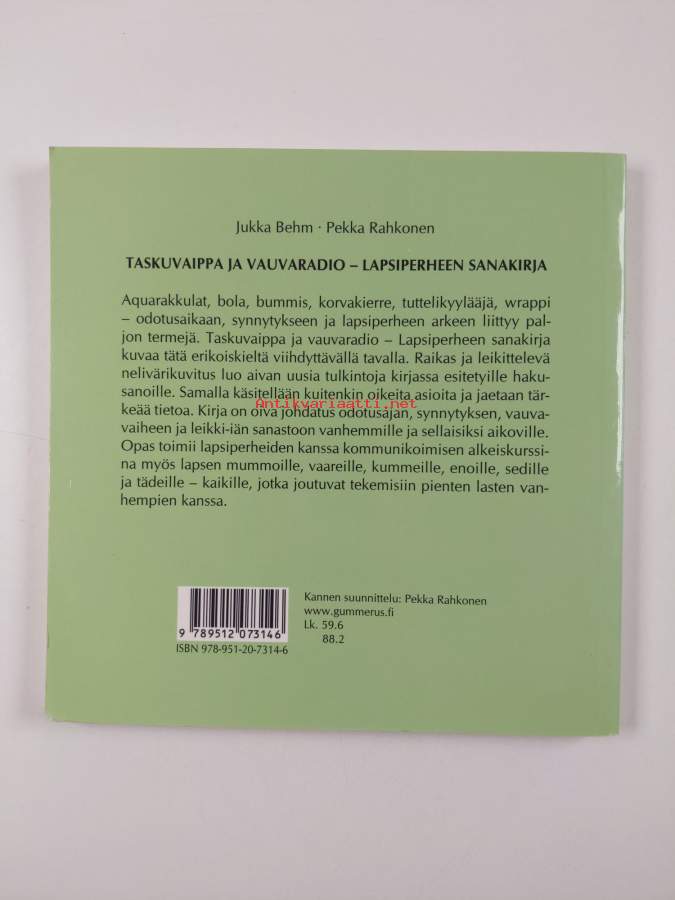 Jukka Behm · Pekka Rahkonen
TASKUVAIPPA JA VAUVARADIO – LAPSIPERHEEN SANAKIRJA
Aquarakkulat, bola, bummis, korvakierre, tuttelikyylääjä, wrappi
– odotusaikaan, synnytykseen ja lapsiperheen arkeen liittyy pal-
jon termejä. Taskuvaippa ja vauvaradio – Lapsiperheen sanakirja
kuvaa tätä erikoiskieltä viihdyttävällä tavalla. Raikas ja leikittelevä
nelivärikuvitus luo aivan uusia tulkintoja kirjassa esitetyille haku-
sanoille. Samalla käsitellään kuitenkin oikeita asioita ja jaetaan tär-
Antikvariaatti.net
keää tietoa. Kirja on oiva johdatus odotusajan, synnytyksen, vauva-
vaiheen ja leikki-iän sanastoon vanhemmille ja sellaisiksi aikoville.
Opas toimii lapsiperheiden kanssa kommunikoimisen alkeiskurssi-
na myös lapsen mummoille, vaareille, kummeille, enoille, sedille
ja tädeille – kaikille, jotka joutuvat tekemisiin pienten lasten van-
hempien kanssa.
9 789512 073146
ISBN 978-951-20-7314-6
Kannen suunnittelu: Pekka Rahkonen
www.gummerus.fi
Lk. 59.6
88.2